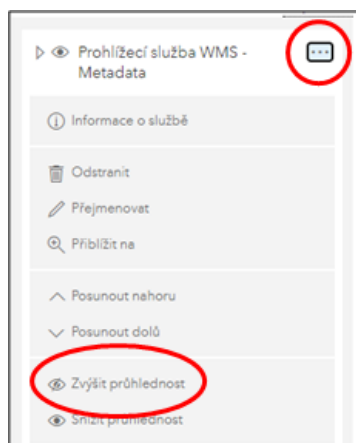 Prohlížecí služba WMS -
Metadata
Informace o službě
Odstranit
Přejmenovat
Přiblížit na
Posunout nahoru
Posunout dolů
Zvýšit průhlednost
Snížit průhlednost